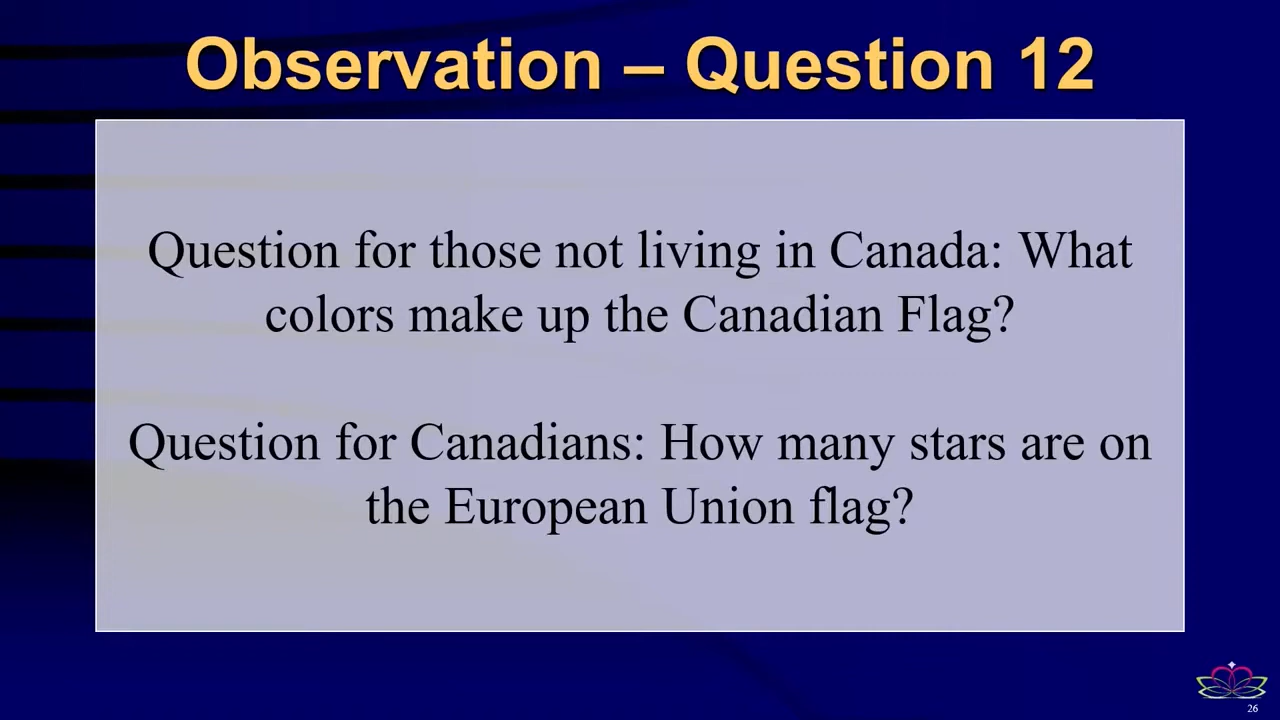 Observation – Question 12
Question for those not living in Canada: What
colors make up the Canadian Flag?
Question for Canadians: How many stars are on
the European Union flag?
26